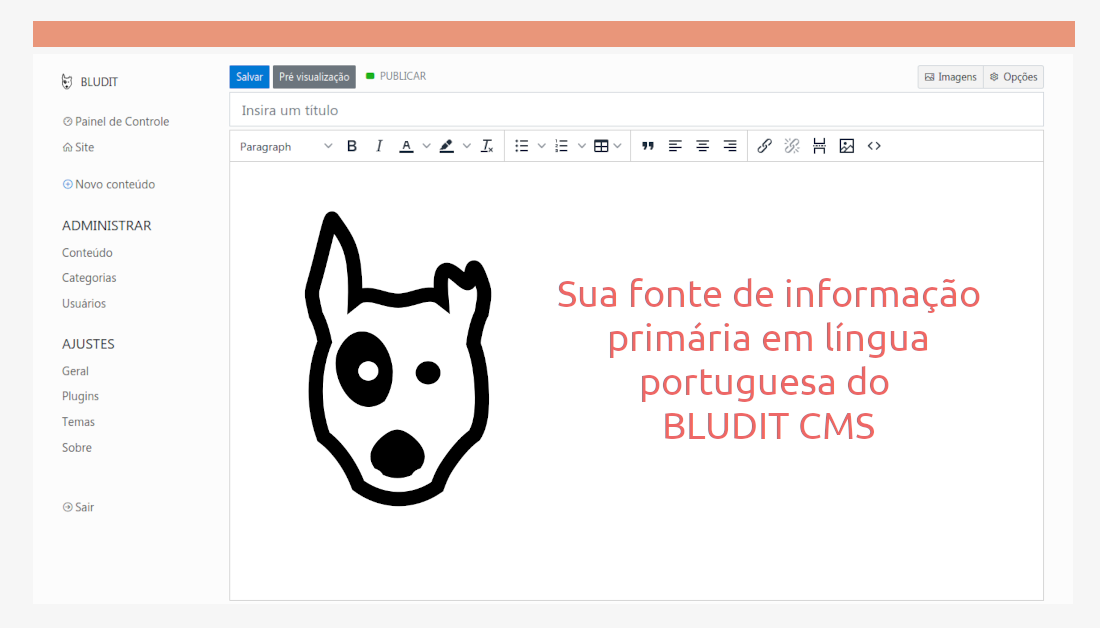 BLUDIT
Painel de Controle
Site
Novo conteúdo
ADMINISTRAR
Conteúdo
Categorias
Usuários
AJUSTES
Geral
Plugins
Temas
Sobre
Sair
Salvar Pré visualização PUBLICAR Imagens Opções
Insira um título
Paragraph B I A
Sua fonte de informação
primária em língua
portuguesa do
BLUDIT CMS